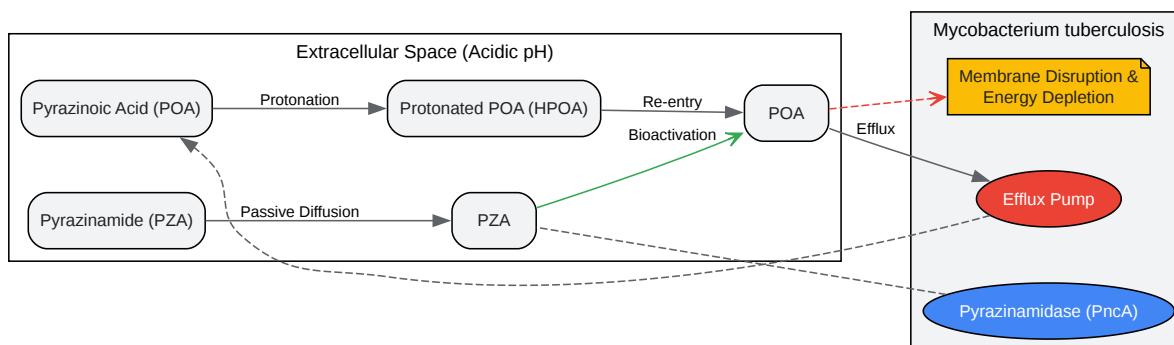 Mycobacterium tuberculosis
Extracellular Space (Acidic pH)
Membrane Disruption &
Energy Depletion
Pyrazinoic Acid (POA)
Protonation
Protonated POA (HPOA)
Re-entry
POA
Bioactivation
Efflux
Pyrazinamide (PZA)
Passive Diffusion
PZA
Efflux Pump
Pyrazinamidase (PncA)